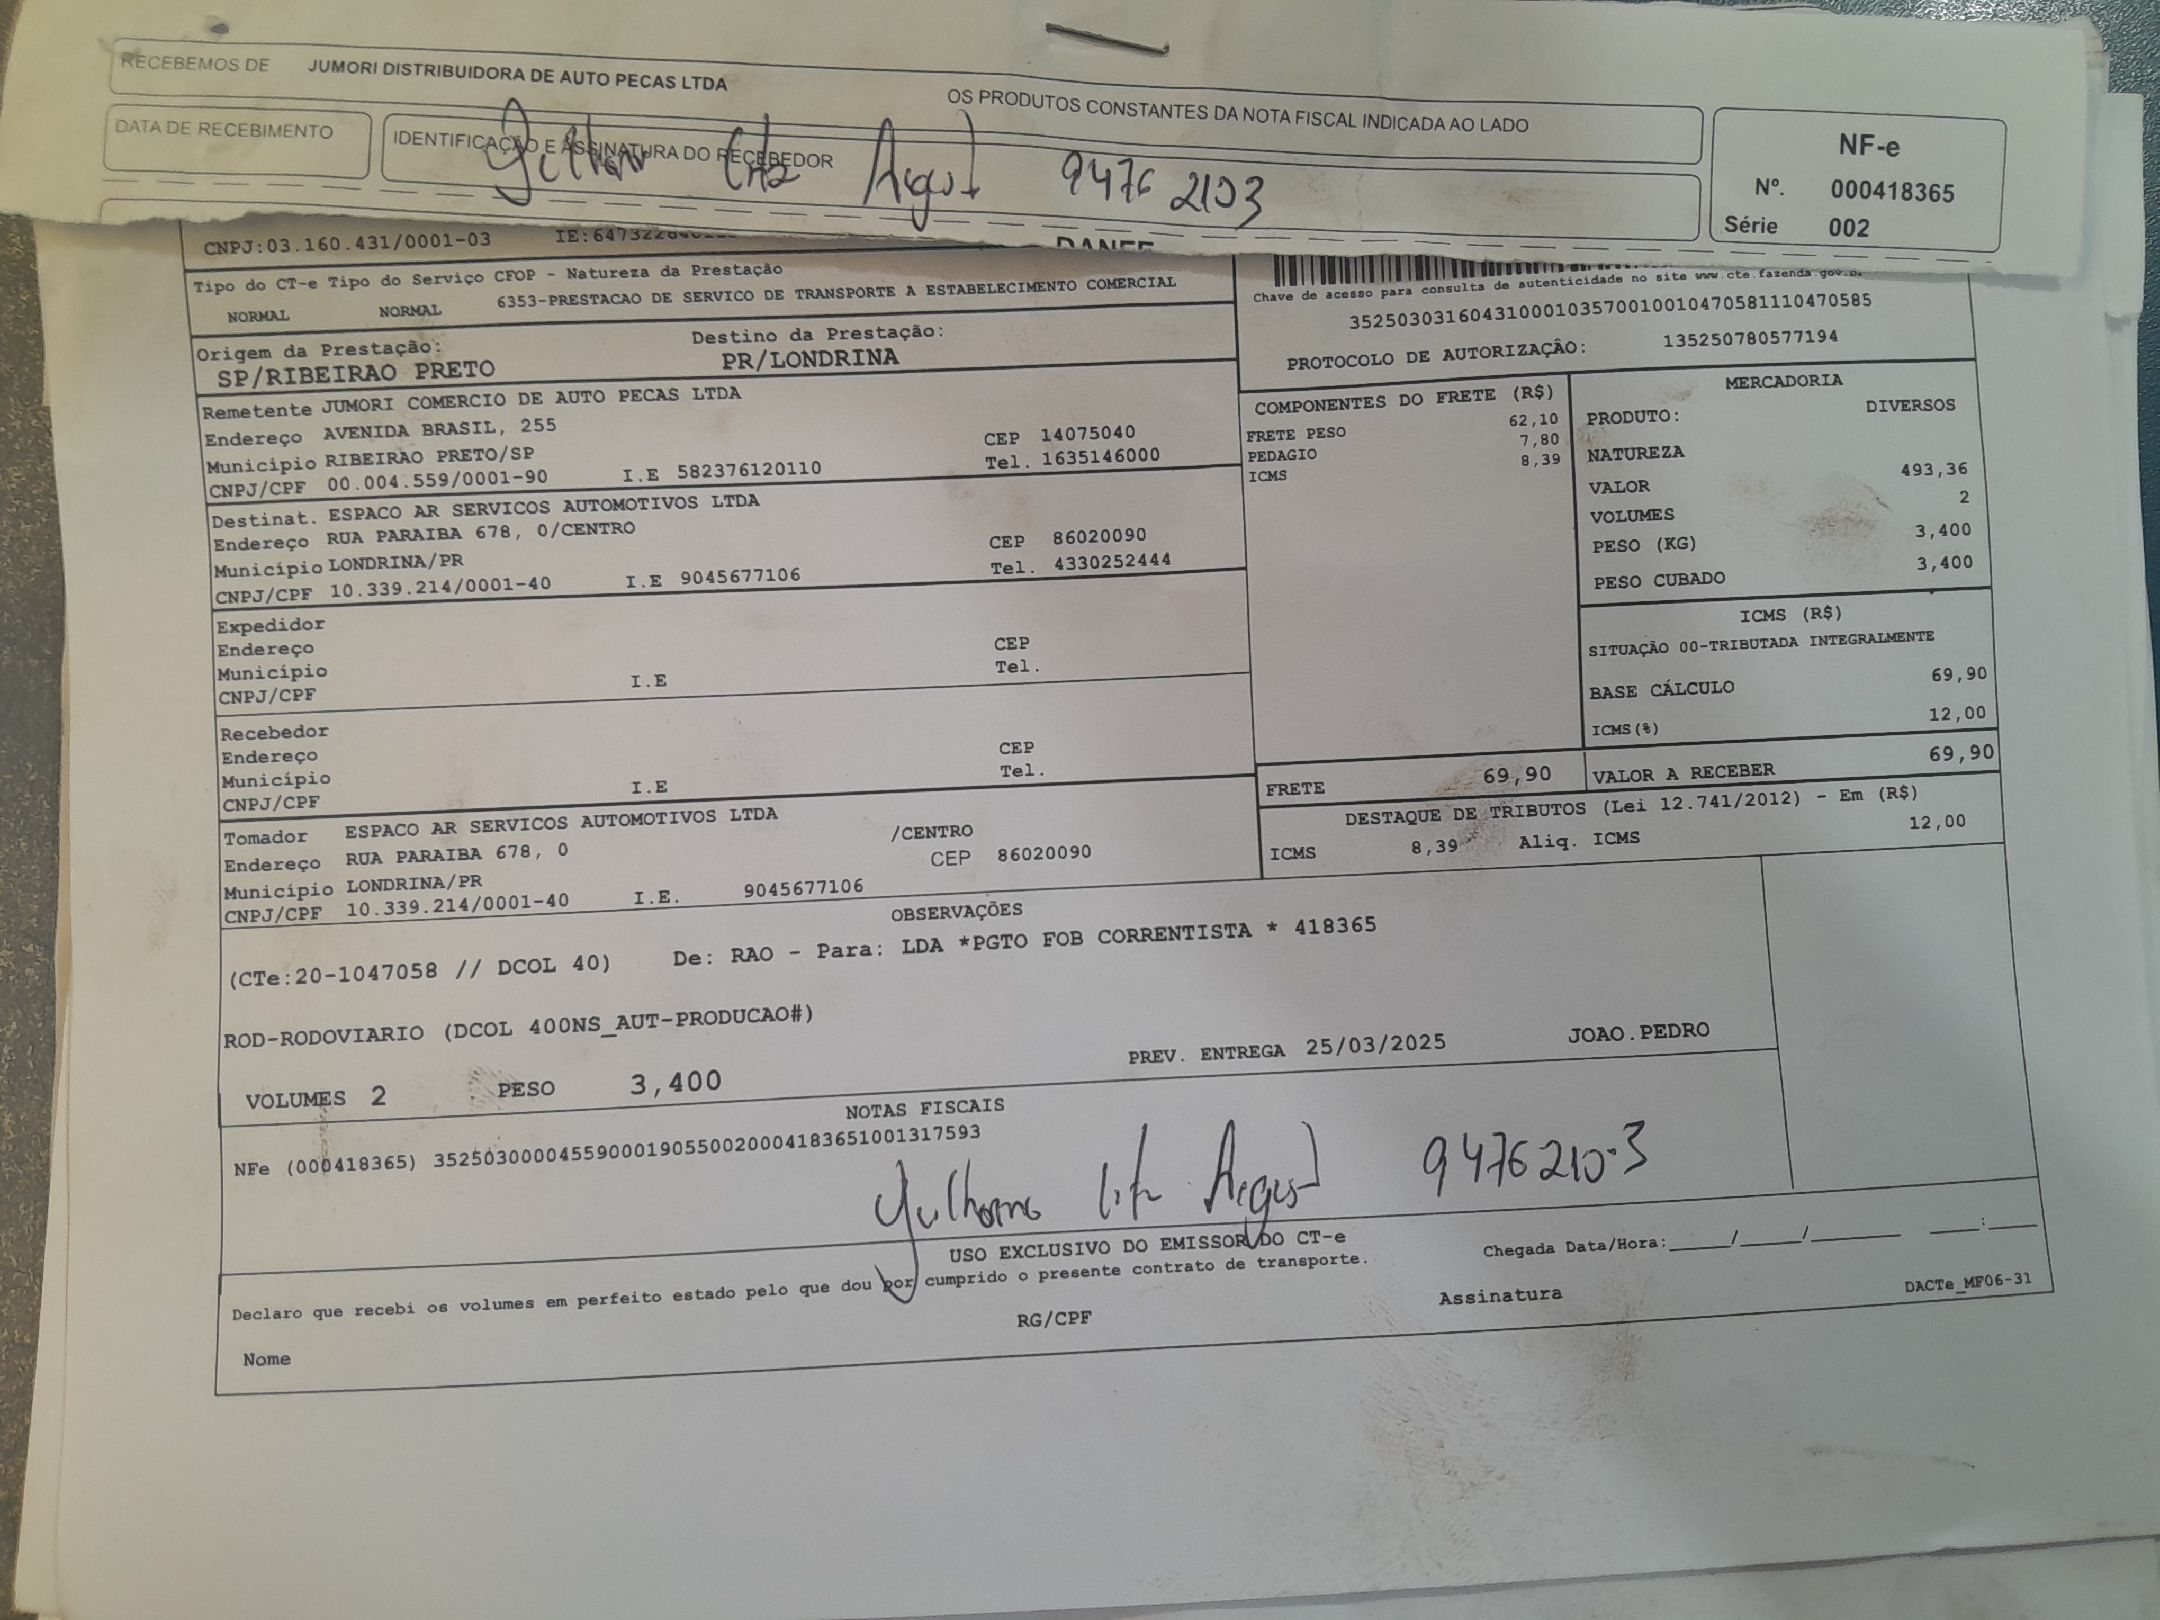 RECEBEMOS DE JUMORI DISTRIBUIDORA DE AUTO PECAS LTDA OS PRODUTOS CONSTANTES DA NOTA FISCAL INDICADA AO LADO
DATA DE RECEBIMENTO
IDENTIFICAÇÃO E ASSINATURA DO RECEBEDOR
94762103
NF-e
Nº. 000418365
Série 002
CNPJ:03.160.431/0001-03 IE:
DANFE
Tipo do CT-e Tipo do Serviço CFOP - Natureza da Prestação
NORMAL NORMAL 6353-PRESTACAO DE SERVICO DE TRANSPORTE A ESTABELECIMENTO COMERCIAL
Chave de acesso para consulta de autenticidade no site www.cte.fazenda.gov.
35250303160431000103570010010470581110470585
PROTOCOLO DE AUTORIZAÇÃO: 135250780577194
Origem da Prestação: Destino da Prestação:
SP/RIBEIRAO PRETO PR/LONDRINA
Remetente JUMORI COMERCIO DE AUTO PECAS LTDA
Endereço AVENIDA BRASIL, 255 CEP 14075040
Município RIBEIRAO PRETO/SP Tel. 1635146000
CNPJ/CPF 00.004.559/0001-90 I.E 582376120110
Destinat. ESPACO AR SERVICOS AUTOMOTIVOS LTDA
Endereço RUA PARAIBA 678, 0/CENTRO CEP 86020090
Município LONDRINA/PR Tel. 4330252444
CNPJ/CPF 10.339.214/0001-40 I.E 9045677106
Expedidor
Endereço CEP
Município Tel.
CNPJ/CPF I.E
Recebedor
Endereço CEP
Município Tel.
CNPJ/CPF I.E
Tomador ESPACO AR SERVICOS AUTOMOTIVOS LTDA
Endereço RUA PARAIBA 678, 0 /CENTRO
Município LONDRINA/PR CEP 86020090
CNPJ/CPF 10.339.214/0001-40 I.E. 9045677106
COMPONENTES DO FRETE (R$)
FRETE PESO 62,10
PEDAGIO 7,80
ICMS 8,39
MERCADORIA
PRODUTO: DIVERSOS
NATUREZA
VALOR 493,36
VOLUMES 2
PESO (KG) 3,400
PESO CUBADO 3,400
ICMS (R$)
SITUAÇÃO 00-TRIBUTADA INTEGRALMENTE
BASE CÁLCULO 69,90
ICMS(%) 12,00
FRETE 69,90 VALOR A RECEBER 69,90
DESTAQUE DE TRIBUTOS (Lei 12.741/2012) - Em (R$)
ICMS 8,39 Aliq. ICMS 12,00
OBSERVAÇÕES
(CTe:20-1047058 // DCOL 40) De: RAO - Para: LDA *PGTO FOB CORRENTISTA * 418365
ROD-RODOVIARIO (DCOL 400NS_AUT-PRODUCAO#)
PREV. ENTREGA 25/03/2025 JOAO.PEDRO
VOLUMES 2 PESO 3,400
NOTAS FISCAIS
NFe (000418365) 35250300004559000190550020004183651001317593
Guilherme 94762103
USO EXCLUSIVO DO EMISSOR DO CT-e
Chegada Data/Hora:_____/_____/_______ ____:____
Declaro que recebi os volumes em perfeito estado pelo que dou por cumprido o presente contrato de transporte.
Nome RG/CPF Assinatura
DACTe_MF06-31